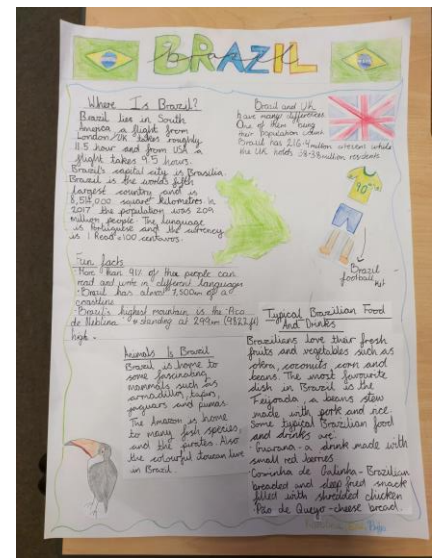 BRAZIL
Where Is Brazil?
Brazil lies in South
America, a flight from
London/UK takes roughly
11.5 hour and from USA a
flight takes 9.5 hours.
Brazil's capital city is Brasilia.
Brazil is the worlds fifth
largest country and is
8,514,000 square kilometres in
2017 the population was 209
million people. The language
is Portuguese and the currency
is 1 Real = 100 centavos.
Brazil and UK
have many differences
One of them being
their population count
Brazil has 216.4 million whilst
the UK holds million residents
90
Brazil
football
kit
Fun facts
More than 91% of the people can
read and write in different languages
Brazil has almost 7,500km of a
coastline
Brazil's highest mountain is the Pico
de Neblina standing at
high.
Animals Is Brazil
Brazil is home to
some fascinating
mammals such as
armadillos, tapirs,
jaguars and pumas.
The Amazon is home
to many fish species,
and the pirates. Also
the colourful toucan live
in Brazil.
Typical Brazilian Food
And Drinks
Brazilians love their fresh
fruits and vegetables such as
okra, coconuts, corn and
beans. The most favourite
dish in Brazil is the
Feijoada, a beans stew
made with pork and rice.
Some typical Brazilian food
and drinks are:
Guarana - a drink made with
small red berries
Coxinha de Galinha - Brazilian
breaded and deep fried snack
filled with shredded chicken
Pão de Queijo - cheese bread.